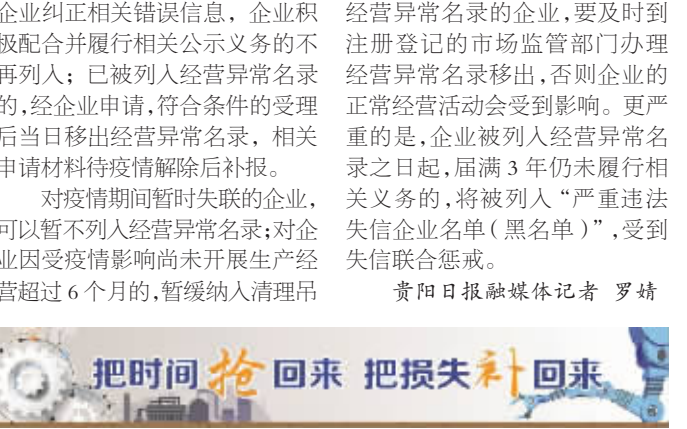 企业纠正相关错误信息，企业积
极配合并履行相关公示义务的不
再列入；已被列入经营异常名录
的，经企业申请，符合条件的受理
后当日移出经营异常名录，相关
申请材料待疫情解除后补报。
对疫情期间暂时失联的企业，
可以暂不列入经营异常名录；对企
业因受疫情影响尚未开展生产经
营超过6个月的，暂缓纳入清理吊
经营异常名录的企业，要及时到
注册登记的市场监管部门办理
经营异常名录移出，否则企业的
正常经营活动会受到影响。更严
重的是，企业被列入经营异常名
录之日起，届满3年仍未履行相
关义务的，将被列入“严重违法
失信企业名单（黑名单）”，受到
失信联合惩戒。
贵阳日报融媒体记者 罗婧
把时间抢回来 把损失补回来